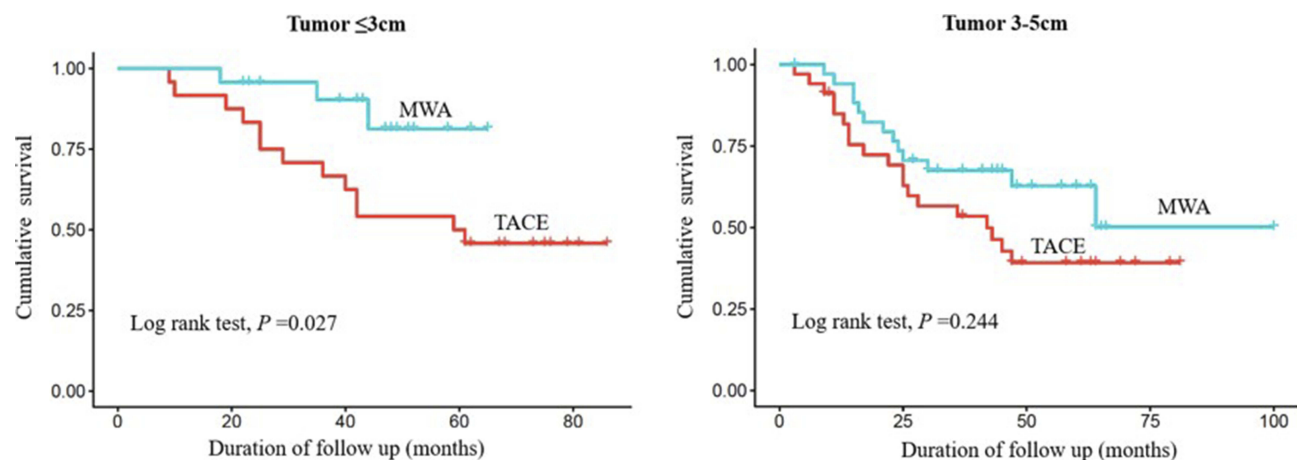 Tumor ≤3cm
Cumulative survival
1.00
0.75
0.50
0.25
0.00
MWA
TACE
Log rank test, P =0.027
0 20 40 60 80
Duration of follow up (months)
Tumor 3-5cm
Cumulative survival
1.00
0.75
0.50
0.25
0.00
MWA
TACE
Log rank test, P =0.244
0 25 50 75 100
Duration of follow up (months)